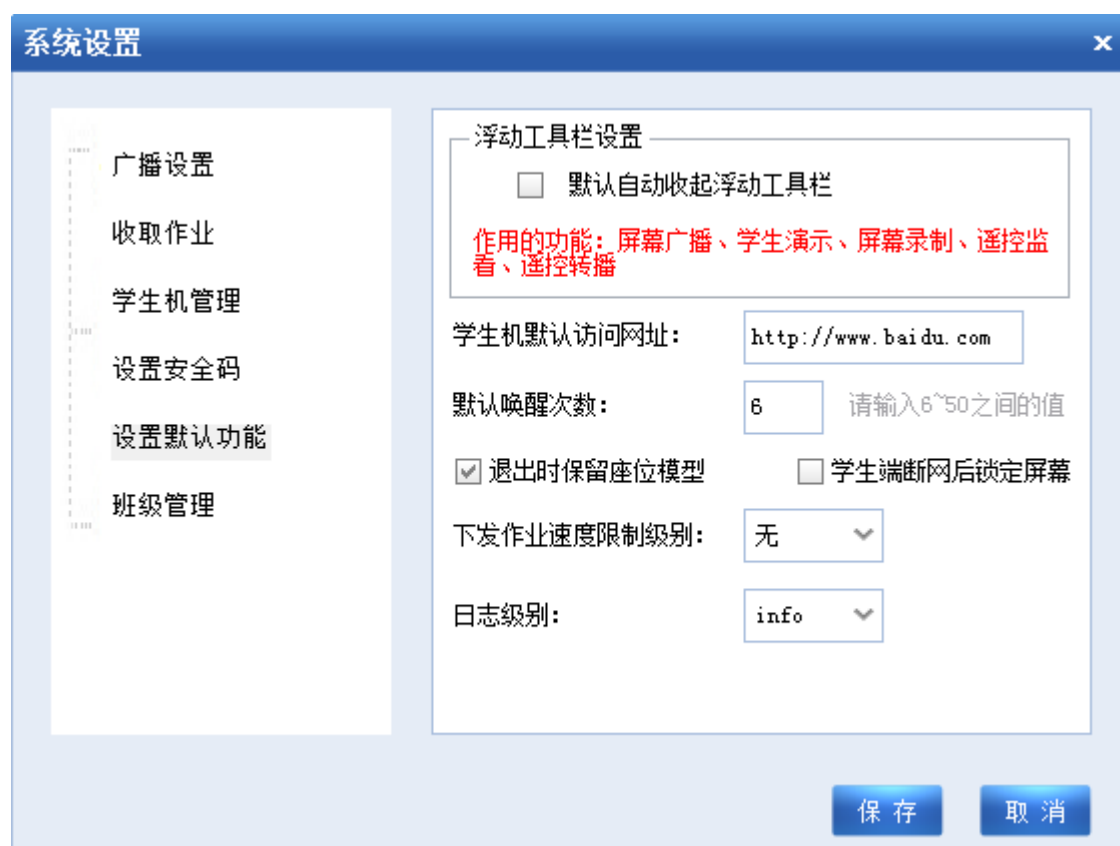 系统设置
广播设置
收取作业
学生机管理
设置安全码
设置默认功能
班级管理
浮动工具栏设置
默认自动收起浮动工具栏
作用的功能：屏幕广播、学生演示、屏幕录制、遥控监
看、遥控转播
学生机默认访问网址：
http://www.baidu.com
默认唤醒次数：
6
请输入6~50之间的值
退出时保留座位模型
学生端断网后锁定屏幕
下发作业速度限制级别：
无
日志级别：
info
保存
取消